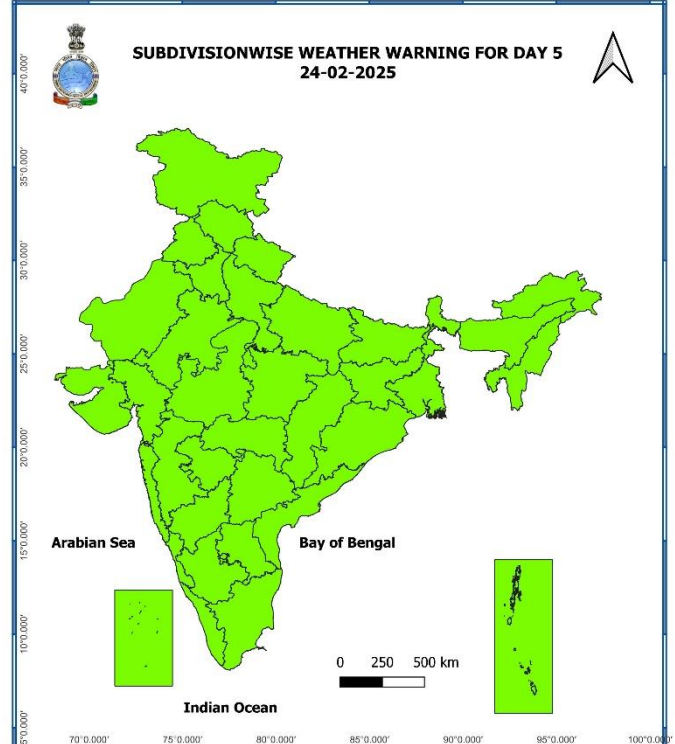 SUBDIVISIONWISE WEATHER WARNING FOR DAY 5
24-02-2025
40°0.000'
35°0.000'
30°0.000'
25°0.000'
20°0.000'
15°0.000'
10°0.000'
5°0.000'
Arabian Sea
Bay of Bengal
0 250 500 km
Indian Ocean
70°0.000' 75°0.000' 80°0.000' 85°0.000' 90°0.000' 95°0.000' 100°0.000'